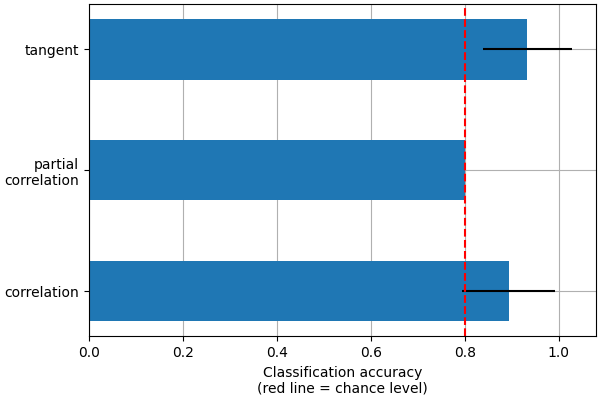 tangent
partial
correlation
correlation
0.0 0.2 0.4 0.6 0.8 1.0
Classification accuracy
(red line = chance level)